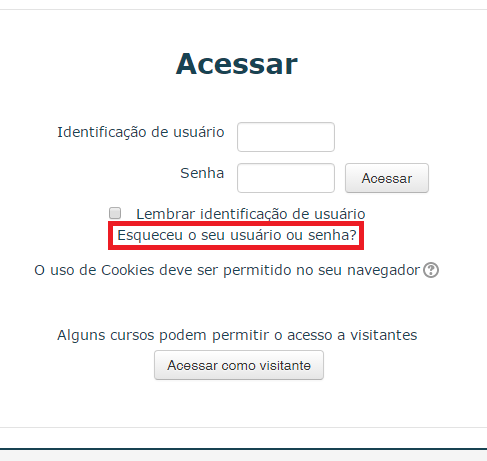 Acessar
Identificação de usuário
Senha
Acessar
Lembrar identificação de usuário
Esqueceu o seu usuário ou senha?
O uso de Cookies deve ser permitido no seu navegador ?
Alguns cursos podem permitir o acesso a visitantes
Acessar como visitante